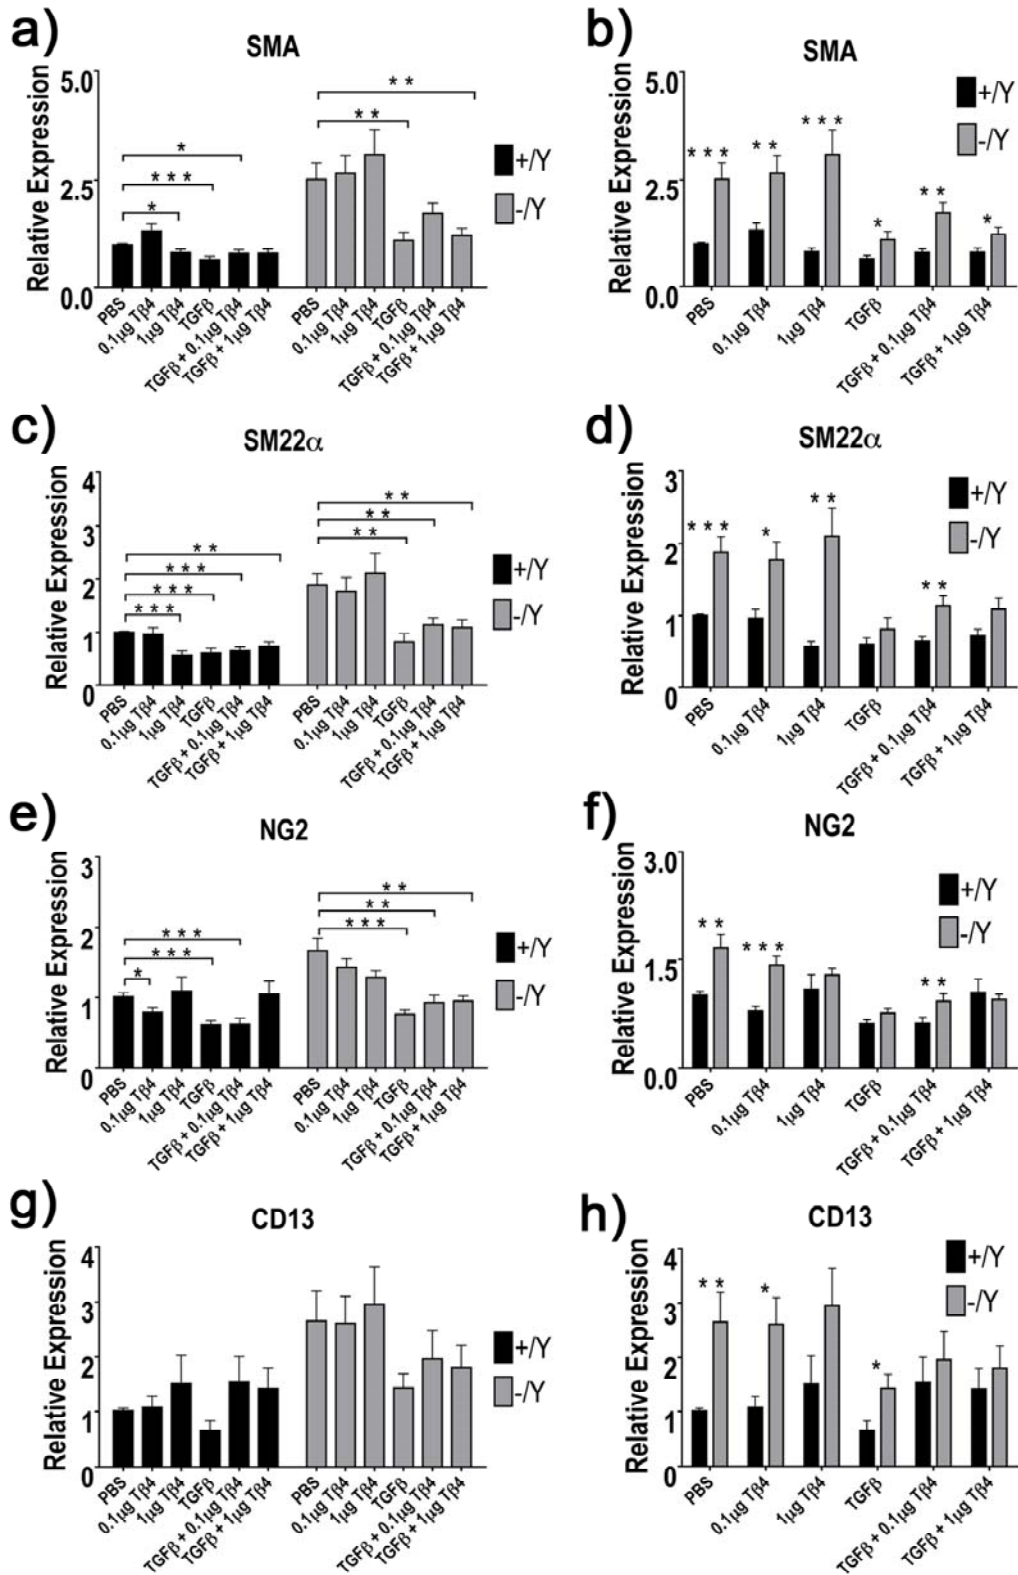 a)
SMA
Relative Expression
5.0
2.5
0.0
* * 
* *
*
* * *
*
+/Y
-/Y
PBS
0.1µg Tβ4
1µg Tβ4
TGFβ
TGFβ + 0.1µg Tβ4
TGFβ + 1µg Tβ4
PBS
0.1µg Tβ4
1µg Tβ4
TGFβ
TGFβ + 0.1µg Tβ4
TGFβ + 1µg Tβ4
b)
SMA
Relative Expression
5.0
2.5
0.0
* * *
* *
* * *
*
* *
*
+/Y
-/Y
PBS
0.1µg Tβ4
1µg Tβ4
TGFβ
TGFβ + 0.1µg Tβ4
TGFβ + 1µg Tβ4
c)
SM22α
Relative Expression
4
3
2
1
0
* *
* * *
* * *
* * *
* *
* *
* *
+/Y
-/Y
PBS
0.1µg Tβ4
1µg Tβ4
TGFβ
TGFβ + 0.1µg Tβ4
TGFβ + 1µg Tβ4
PBS
0.1µg Tβ4
1µg Tβ4
TGFβ
TGFβ + 0.1µg Tβ4
TGFβ + 1µg Tβ4
d)
SM22α
Relative Expression
3
2
1
0
* * *
*
* *
* *
+/Y
-/Y
PBS
0.1µg Tβ4
1µg Tβ4
TGFβ
TGFβ + 0.1µg Tβ4
TGFβ + 1µg Tβ4
e)
NG2
Relative Expression
3
2
1
0
* * *
* * *
*
* *
* *
* * *
+/Y
-/Y
PBS
0.1µg Tβ4
1µg Tβ4
TGFβ
TGFβ + 0.1µg Tβ4
TGFβ + 1µg Tβ4
PBS
0.1µg Tβ4
1µg Tβ4
TGFβ
TGFβ + 0.1µg Tβ4
TGFβ + 1µg Tβ4
f)
NG2
Relative Expression
3.0
1.5
0.0
* *
* * *
* *
+/Y
-/Y
PBS
0.1µg Tβ4
1µg Tβ4
TGFβ
TGFβ + 0.1µg Tβ4
TGFβ + 1µg Tβ4
g)
CD13
Relative Expression
4
3
2
1
0
+/Y
-/Y
PBS
0.1µg Tβ4
1µg Tβ4
TGFβ
TGFβ + 0.1µg Tβ4
TGFβ + 1µg Tβ4
PBS
0.1µg Tβ4
1µg Tβ4
TGFβ
TGFβ + 0.1µg Tβ4
TGFβ + 1µg Tβ4
h)
CD13
Relative Expression
4
3
2
1
0
* *
*
*
+/Y
-/Y
PBS
0.1µg Tβ4
1µg Tβ4
TGFβ
TGFβ + 0.1µg Tβ4
TGFβ + 1µg Tβ4